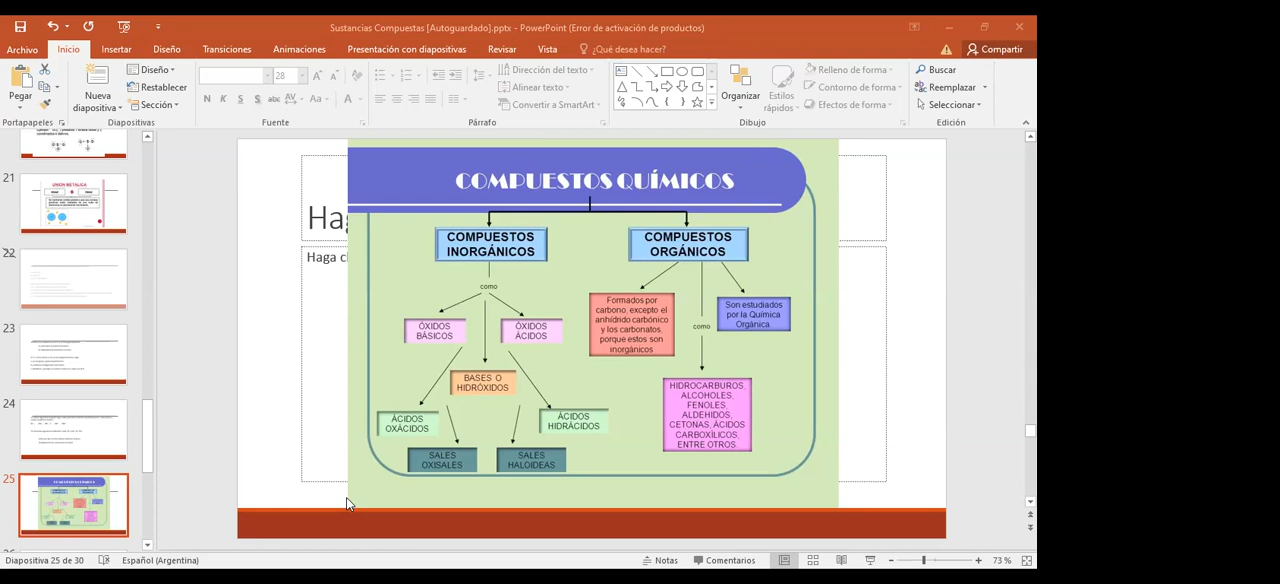 Sustancias Compuestas [Autoguardado].pptx - PowerPoint (Error de activación de productos)
Archivo Inicio Insertar Diseño Transiciones Animaciones Presentación con diapositivas Revisar Vista ¿Qué desea hacer? Compartir
Pegar
Nueva
diapositiva
Diseño
Restablecer
Sección
28
N K S S abc AV Aa A
Dirección del texto
Alinear texto
Convertir a SmartArt
Organizar
Estilos
rápidos
Relleno de forma
Contorno de forma
Efectos de forma
Buscar
Reemplazar
Seleccionar
Portapapeles Diapositivas Fuente Párrafo Dibujo Edición
21
UNION METALICA
22
23
24
25
Hag
Haga c
COMPUESTOS QUÍMICOS
COMPUESTOS
INORGÁNICOS
como
ÓXIDOS
BÁSICOS
ÓXIDOS
ÁCIDOS
BASES O
HIDRÓXIDOS
ÁCIDOS
OXÁCIDOS
ÁCIDOS
HIDRÁCIDOS
SALES
OXISALES
SALES
HALOIDEAS
COMPUESTOS
ORGÁNICOS
Formados por
carbono, excepto el
anhídrido carbónico
y los carbonatos,
porque estos son
inorgánicos
como
Son estudiados
por la Química
Orgánica.
HIDROCARBUROS,
ALCOHOLES,
FENOLES,
ALDEHIDOS,
CETONAS, ÁCIDOS
CARBOXÍLICOS,
ENTRE OTROS.
Diapositiva 25 de 30 Español (Argentina) Notas Comentarios 73 %